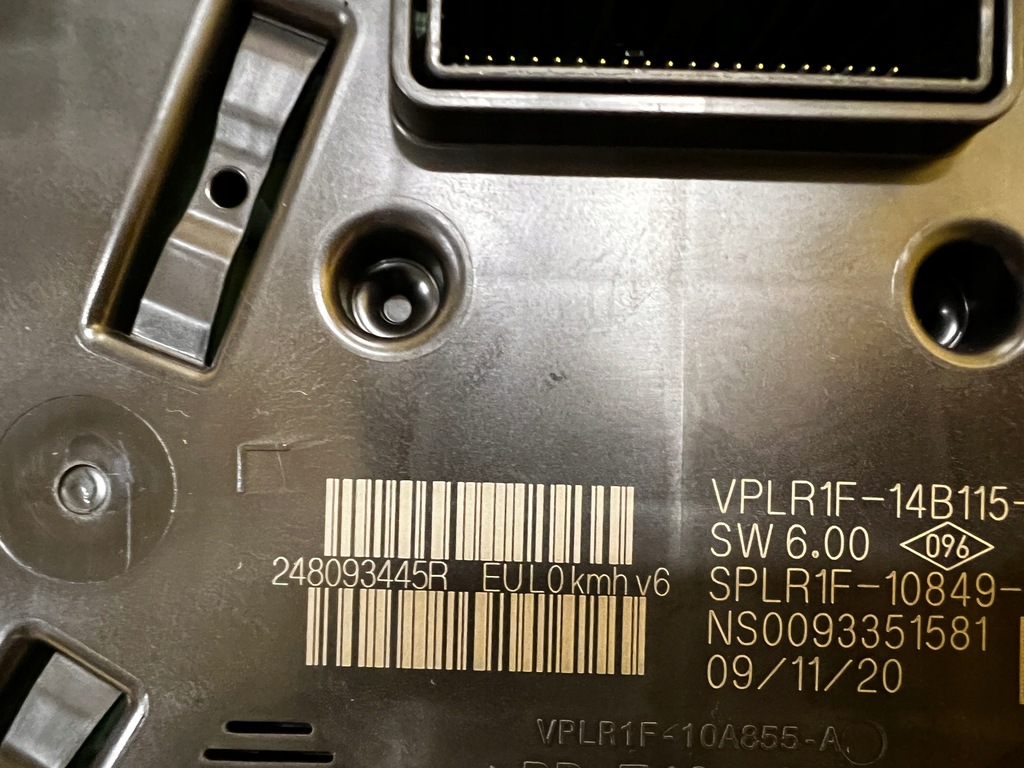 VPLR1F-14B115-
SW 6.00 096
248093445R EU L0 kmh v6
SPLR1F-10849-
NS0093351581
09/11/20
VPLR1F-10A855-A